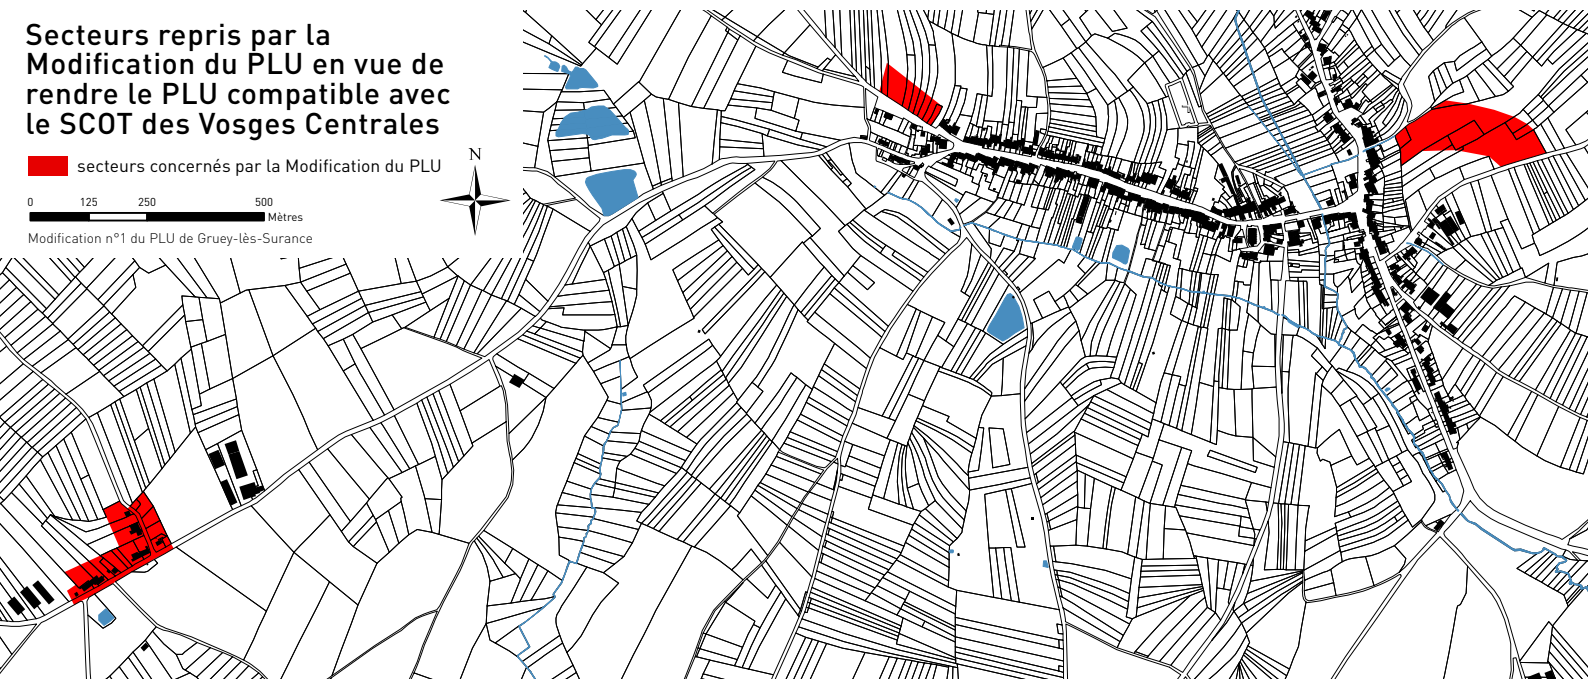 Secteurs repris par la
Modification du PLU en vue de
rendre le PLU compatible avec
le SCOT des Vosges Centrales
secteurs concernés par la Modification du PLU
N
0 125 250 500
Mètres
Modification n°1 du PLU de Gruey-lès-Surance